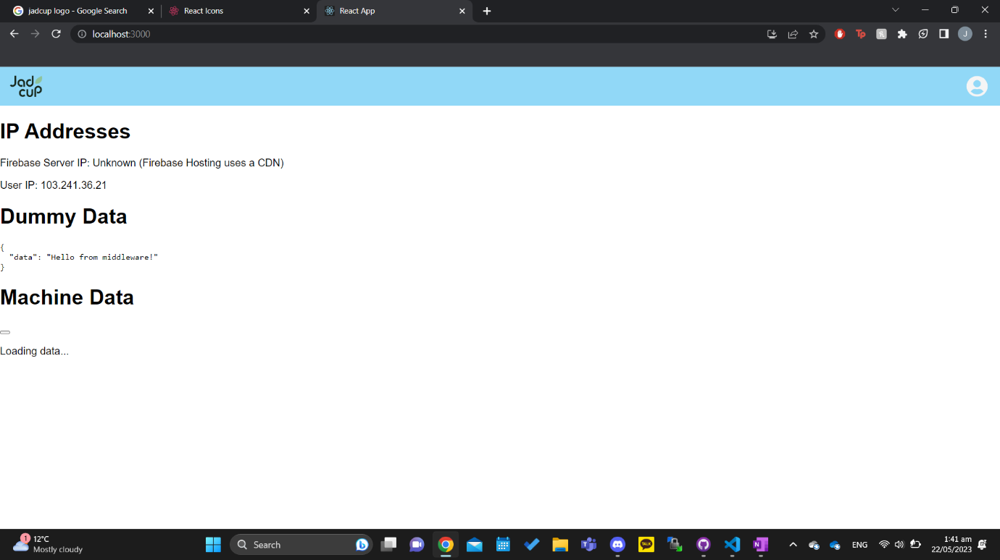 jadcup logo - Google Search
React Icons
React App
localhost:3000
Tp
J
Jad
cup
IP Addresses
Firebase Server IP: Unknown (Firebase Hosting uses a CDN)
User IP: 103.241.36.21
Dummy Data
{
"data": "Hello from middleware!"
}
Machine Data
Loading data...
1
12°C
Mostly cloudy
Search
TALK
N
ENG
1:41 am
22/05/2023